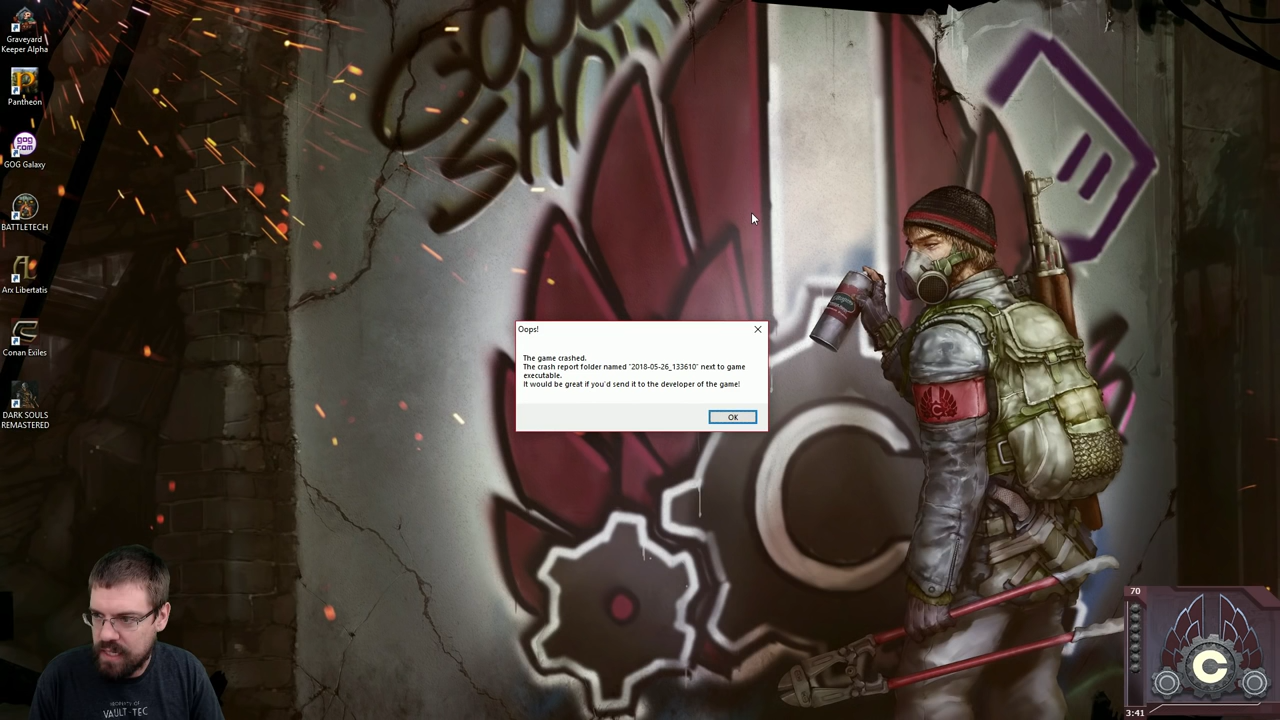 Graveyard
Keeper Alpha
Pantheon
GOG Galaxy
BATTLETECH
Arx Libertatis
Conan Exiles
DARK SOULS
REMASTERED
Oops!
The game crashed.
The crash report folder named "2018-05-26_133610" next to game
executable.
It would be great if you'd send it to the developer of the game!
OK
PROPERTY OF
VAULT-TEC
70
C
3:41